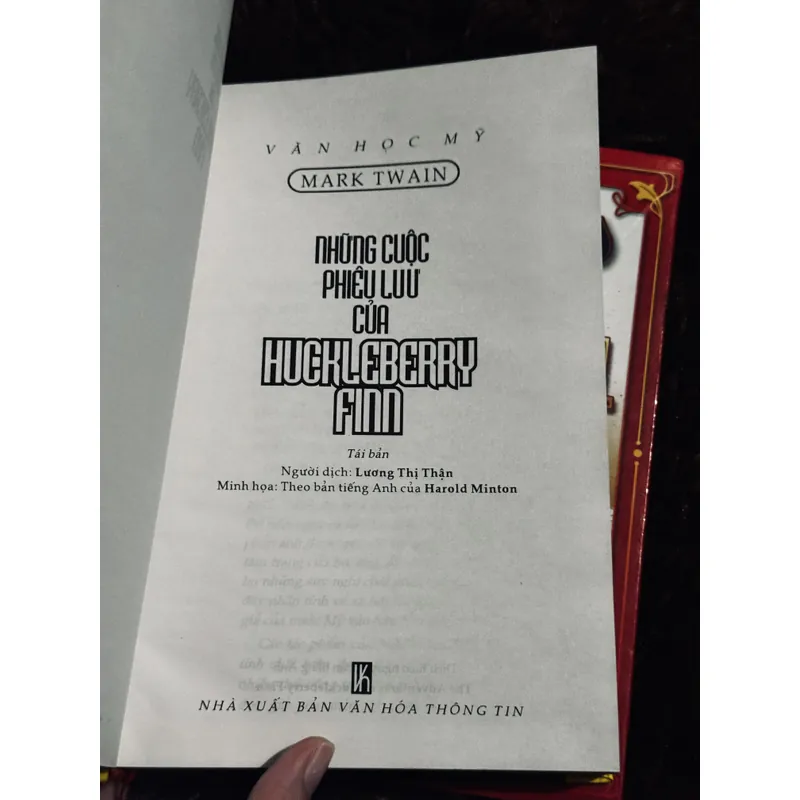 VĂN HỌC MỸ
MARK TWAIN
NHỮNG CUỘC
PHIÊU LƯU
CỦA
HUCKLEBERRY
FINN
Tái bản
Người dịch: Lương Thị Thận
Minh họa: Theo bản tiếng Anh của Harold Minton
NHÀ XUẤT BẢN VĂN HÓA THÔNG TIN